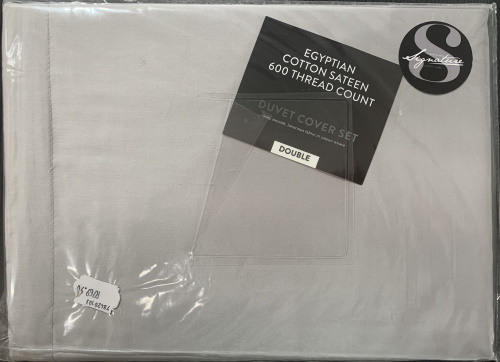 EGYPTIAN
COTTON SATEEN
600 THREAD COUNT
DUVET COVER SET
DOUBLE
S
Signature